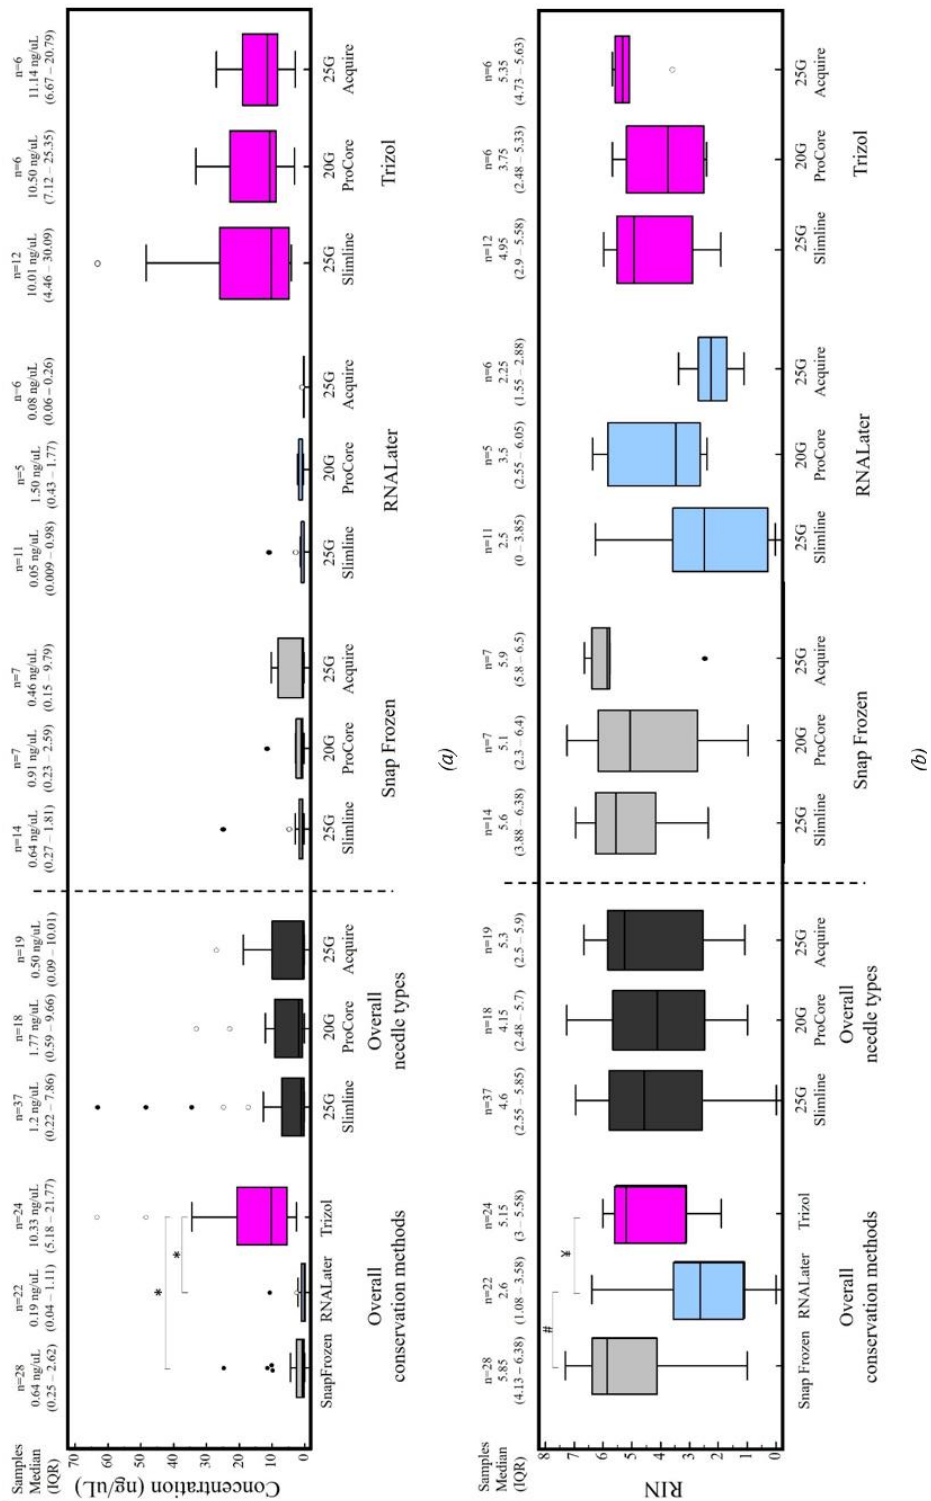 Samples
Median
(IQR)
n=28
0.64 ng/uL
(0.25 – 2.62)
n=22
0.19 ng/uL
(0.04 – 1.11)
n=24
10.33 ng/uL
(5.18 – 21.77)
n=37
1.2 ng/uL
(0.22 – 7.86)
n=18
1.77 ng/uL
(0.59 – 9.66)
n=19
0.50 ng/uL
(0.09 – 10.01)
n=14
0.64 ng/uL
(0.27 – 1.81)
n=7
0.91 ng/uL
(0.23 – 2.59)
n=7
0.46 ng/uL
(0.15 – 9.79)
n=11
0.05 ng/uL
(0.009 – 0.98)
n=5
1.50 ng/uL
(0.43 – 1.77)
n=6
0.08 ng/uL
(0.06 – 0.26)
n=12
10.01 ng/uL
(4.46 – 30.09)
n=6
10.50 ng/uL
(7.12 – 25.35)
n=6
11.14 ng/uL
(6.67 – 20.79)
Concentration (ng/uL)
70
60
50
40
30
20
10
0
*
*
SnapFrozen
RNALater
Trizol
25G
Slimline
20G
ProCore
25G
Acquire
25G
Slimline
20G
ProCore
25G
Acquire
25G
Slimline
20G
ProCore
25G
Acquire
25G
Slimline
20G
ProCore
25G
Acquire
Overall
conservation methods
Overall
needle types
Snap Frozen
RNALater
Trizol
(a)
Samples
Median
(IQR)
n=28
5.85
(4.13 – 6.38)
n=22
2.6
(1.08 – 3.58)
n=24
5.15
(3 – 5.58)
n=37
4.6
(2.55 – 5.85)
n=18
4.15
(2.48 – 5.7)
n=19
5.3
(2.5 – 5.9)
n=14
5.6
(3.88 – 6.38)
n=7
5.1
(2.3 – 6.4)
n=7
5.9
(5.8 – 6.5)
n=11
2.5
(0 – 3.85)
n=5
3.5
(2.55 – 6.05)
n=6
2.25
(1.55 – 2.88)
n=12
4.95
(2.9 – 5.58)
n=6
3.75
(2.48 – 5.33)
n=6
5.35
(4.73 – 5.63)
RIN
8
7
6
5
4
3
2
1
0
#
¥
Snap Frozen
RNALater
Trizol
25G
Slimline
20G
ProCore
25G
Acquire
25G
Slimline
20G
ProCore
25G
Acquire
25G
Slimline
20G
ProCore
25G
Acquire
25G
Slimline
20G
ProCore
25G
Acquire
Overall
conservation methods
Overall
needle types
Snap Frozen
RNALater
Trizol
(b)